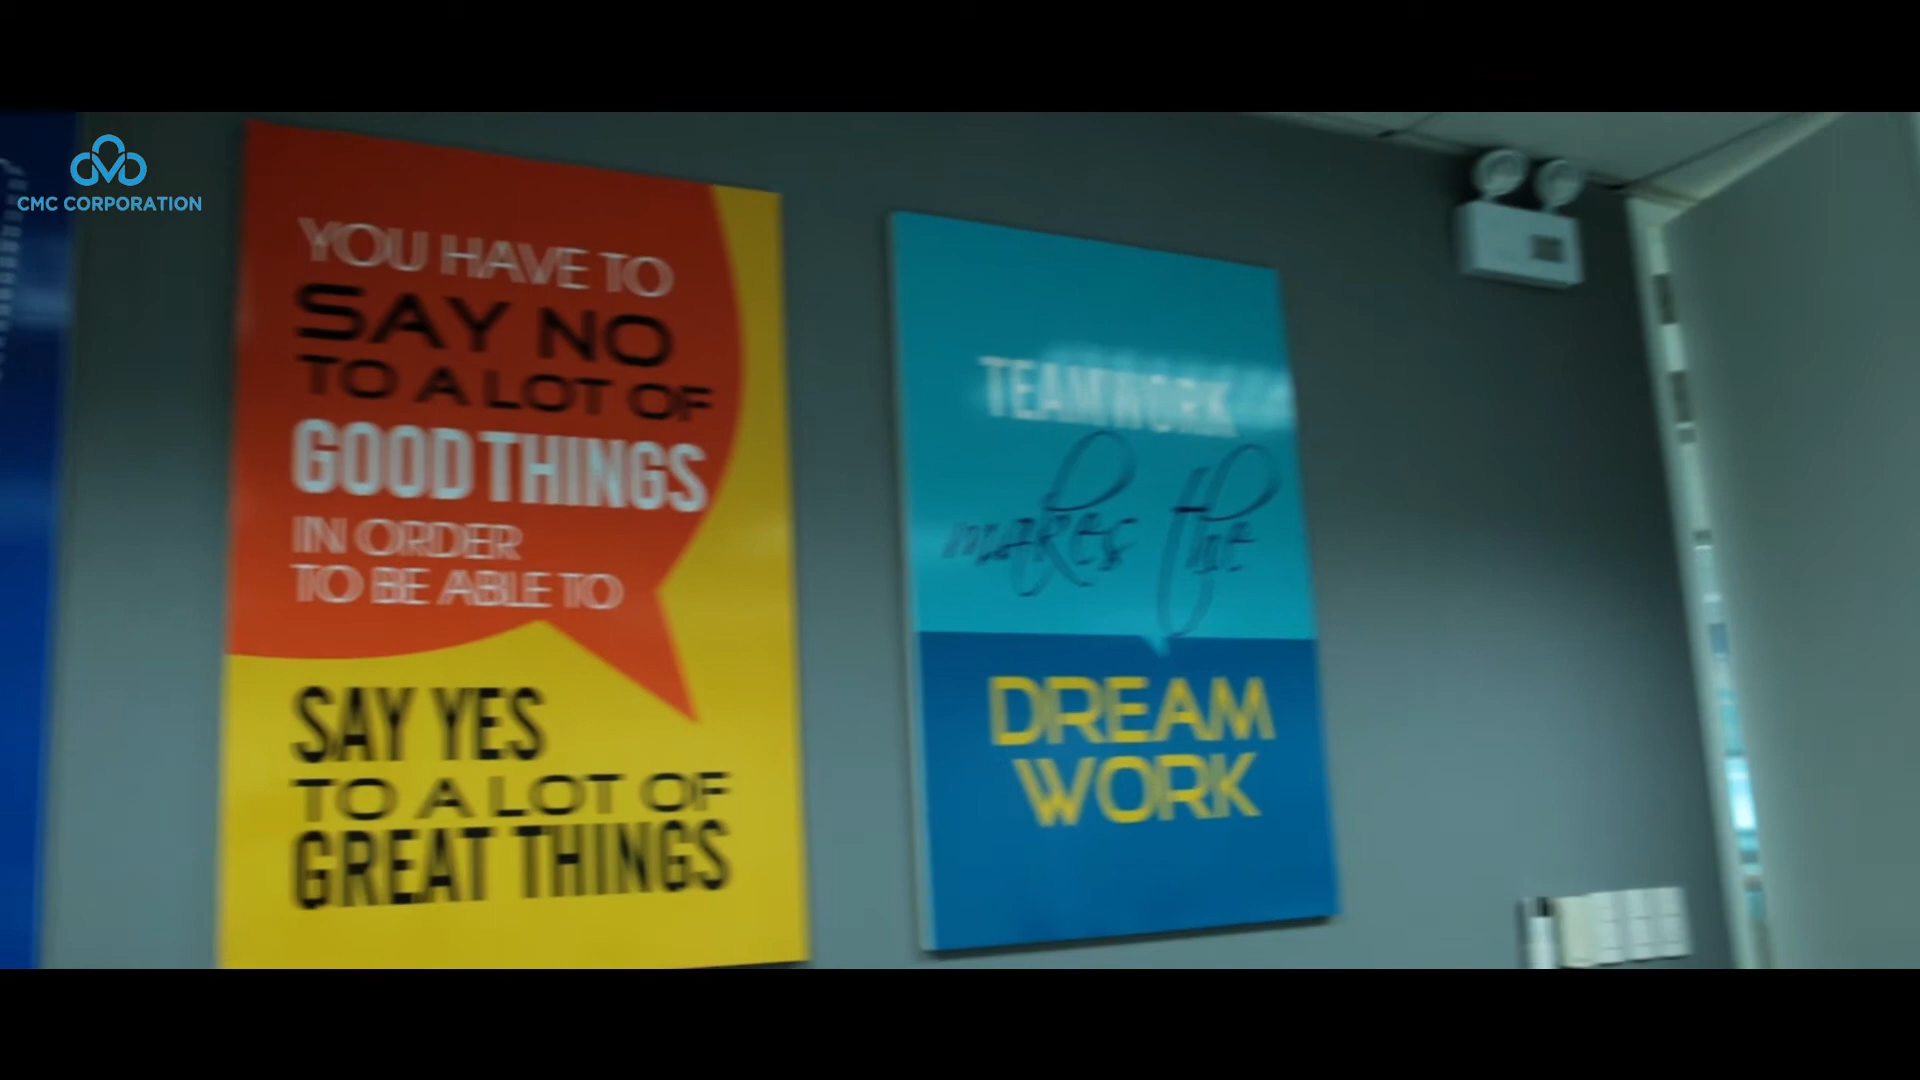 CMC CORPORATION
YOU HAVE TO
SAY NO
TO A LOT OF
GOOD THINGS
IN ORDER
TO BE ABLE TO
SAY YES
TO A LOT OF
GREAT THINGS
TEAMWORK
makes the
DREAM
WORK